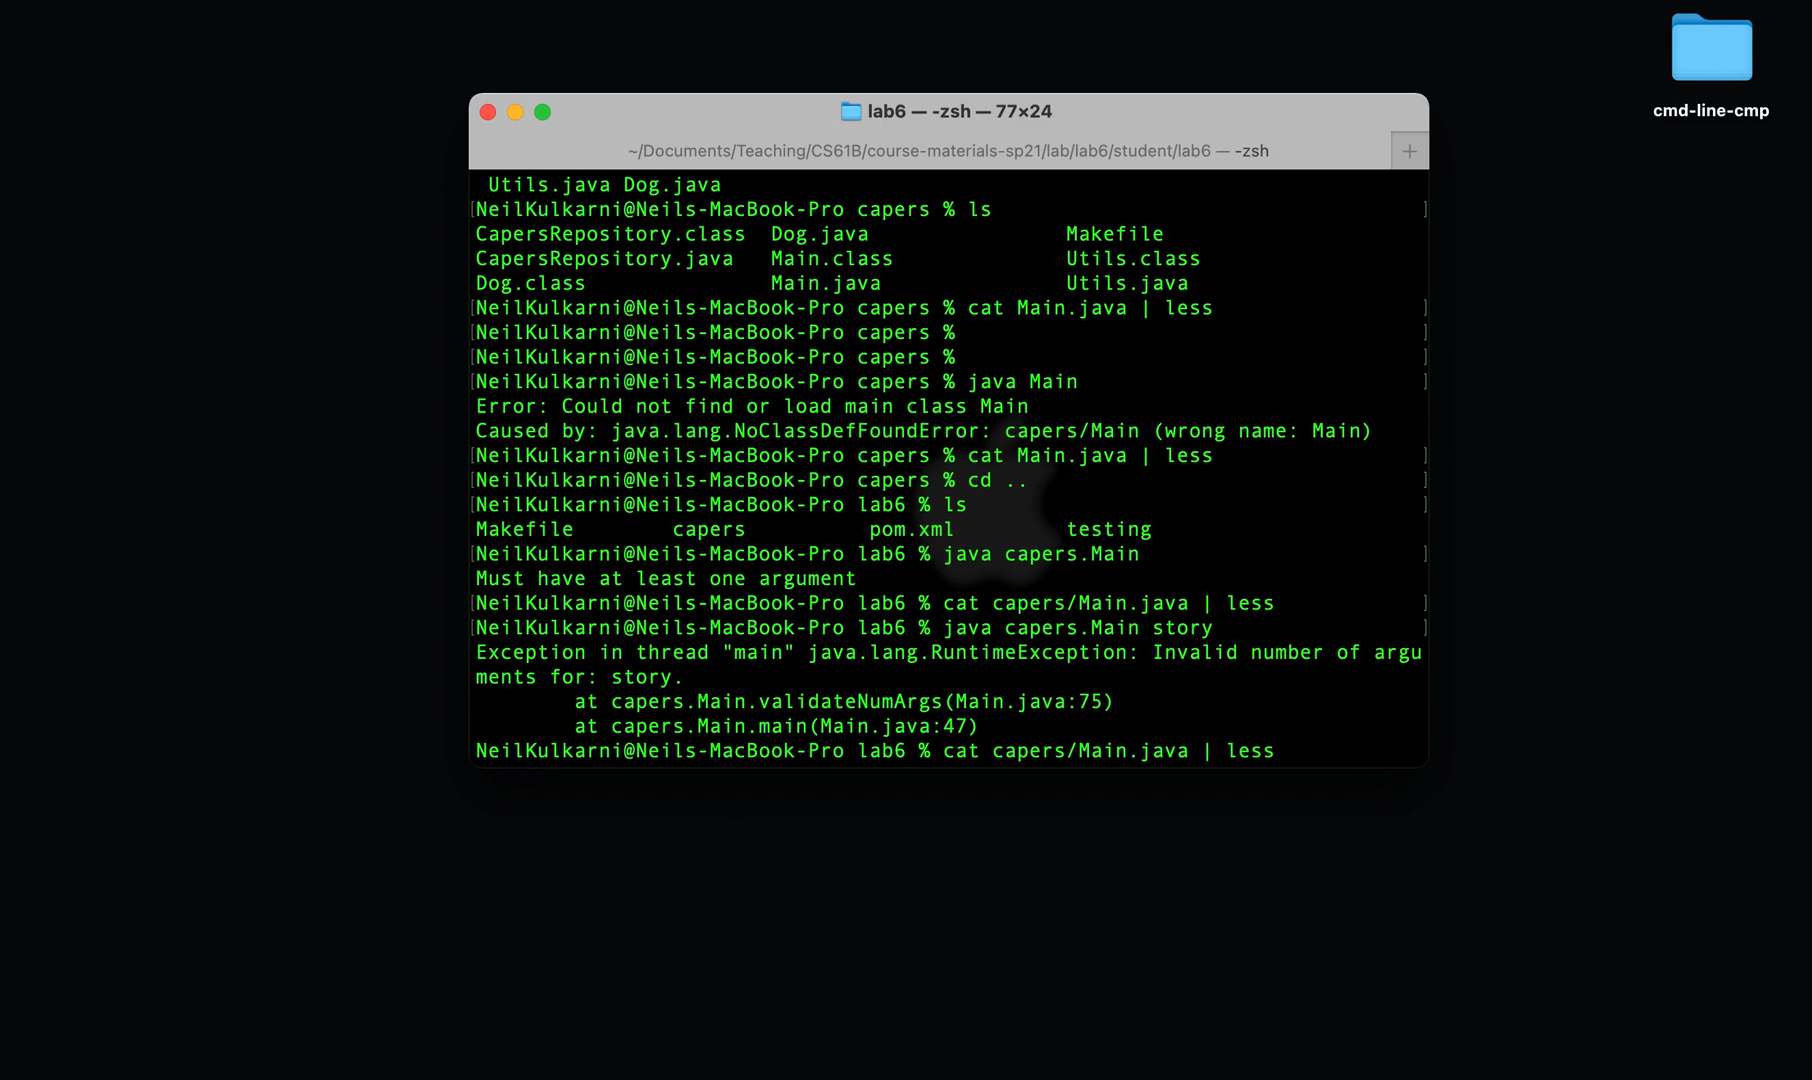 cmd-line-cmp
lab6 — -zsh — 77×24
~/Documents/Teaching/CS61B/course-materials-sp21/lab/lab6/student/lab6 — -zsh
Utils.java Dog.java
[NeilKulkarni@Neils-MacBook-Pro capers % ls ]
CapersRepository.class Dog.java Makefile
CapersRepository.java Main.class Utils.class
Dog.class Main.java Utils.java
[NeilKulkarni@Neils-MacBook-Pro capers % cat Main.java | less ]
[NeilKulkarni@Neils-MacBook-Pro capers % ]
[NeilKulkarni@Neils-MacBook-Pro capers % ]
[NeilKulkarni@Neils-MacBook-Pro capers % java Main ]
Error: Could not find or load main class Main
Caused by: java.lang.NoClassDefFoundError: capers/Main (wrong name: Main)
[NeilKulkarni@Neils-MacBook-Pro capers % cat Main.java | less ]
[NeilKulkarni@Neils-MacBook-Pro capers % cd .. ]
[NeilKulkarni@Neils-MacBook-Pro lab6 % ls ]
Makefile capers pom.xml testing
[NeilKulkarni@Neils-MacBook-Pro lab6 % java capers.Main ]
Must have at least one argument
[NeilKulkarni@Neils-MacBook-Pro lab6 % cat capers/Main.java | less ]
[NeilKulkarni@Neils-MacBook-Pro lab6 % java capers.Main story ]
Exception in thread "main" java.lang.RuntimeException: Invalid number of argu
ments for: story.
at capers.Main.validateNumArgs(Main.java:75)
at capers.Main.main(Main.java:47)
NeilKulkarni@Neils-MacBook-Pro lab6 % cat capers/Main.java | less